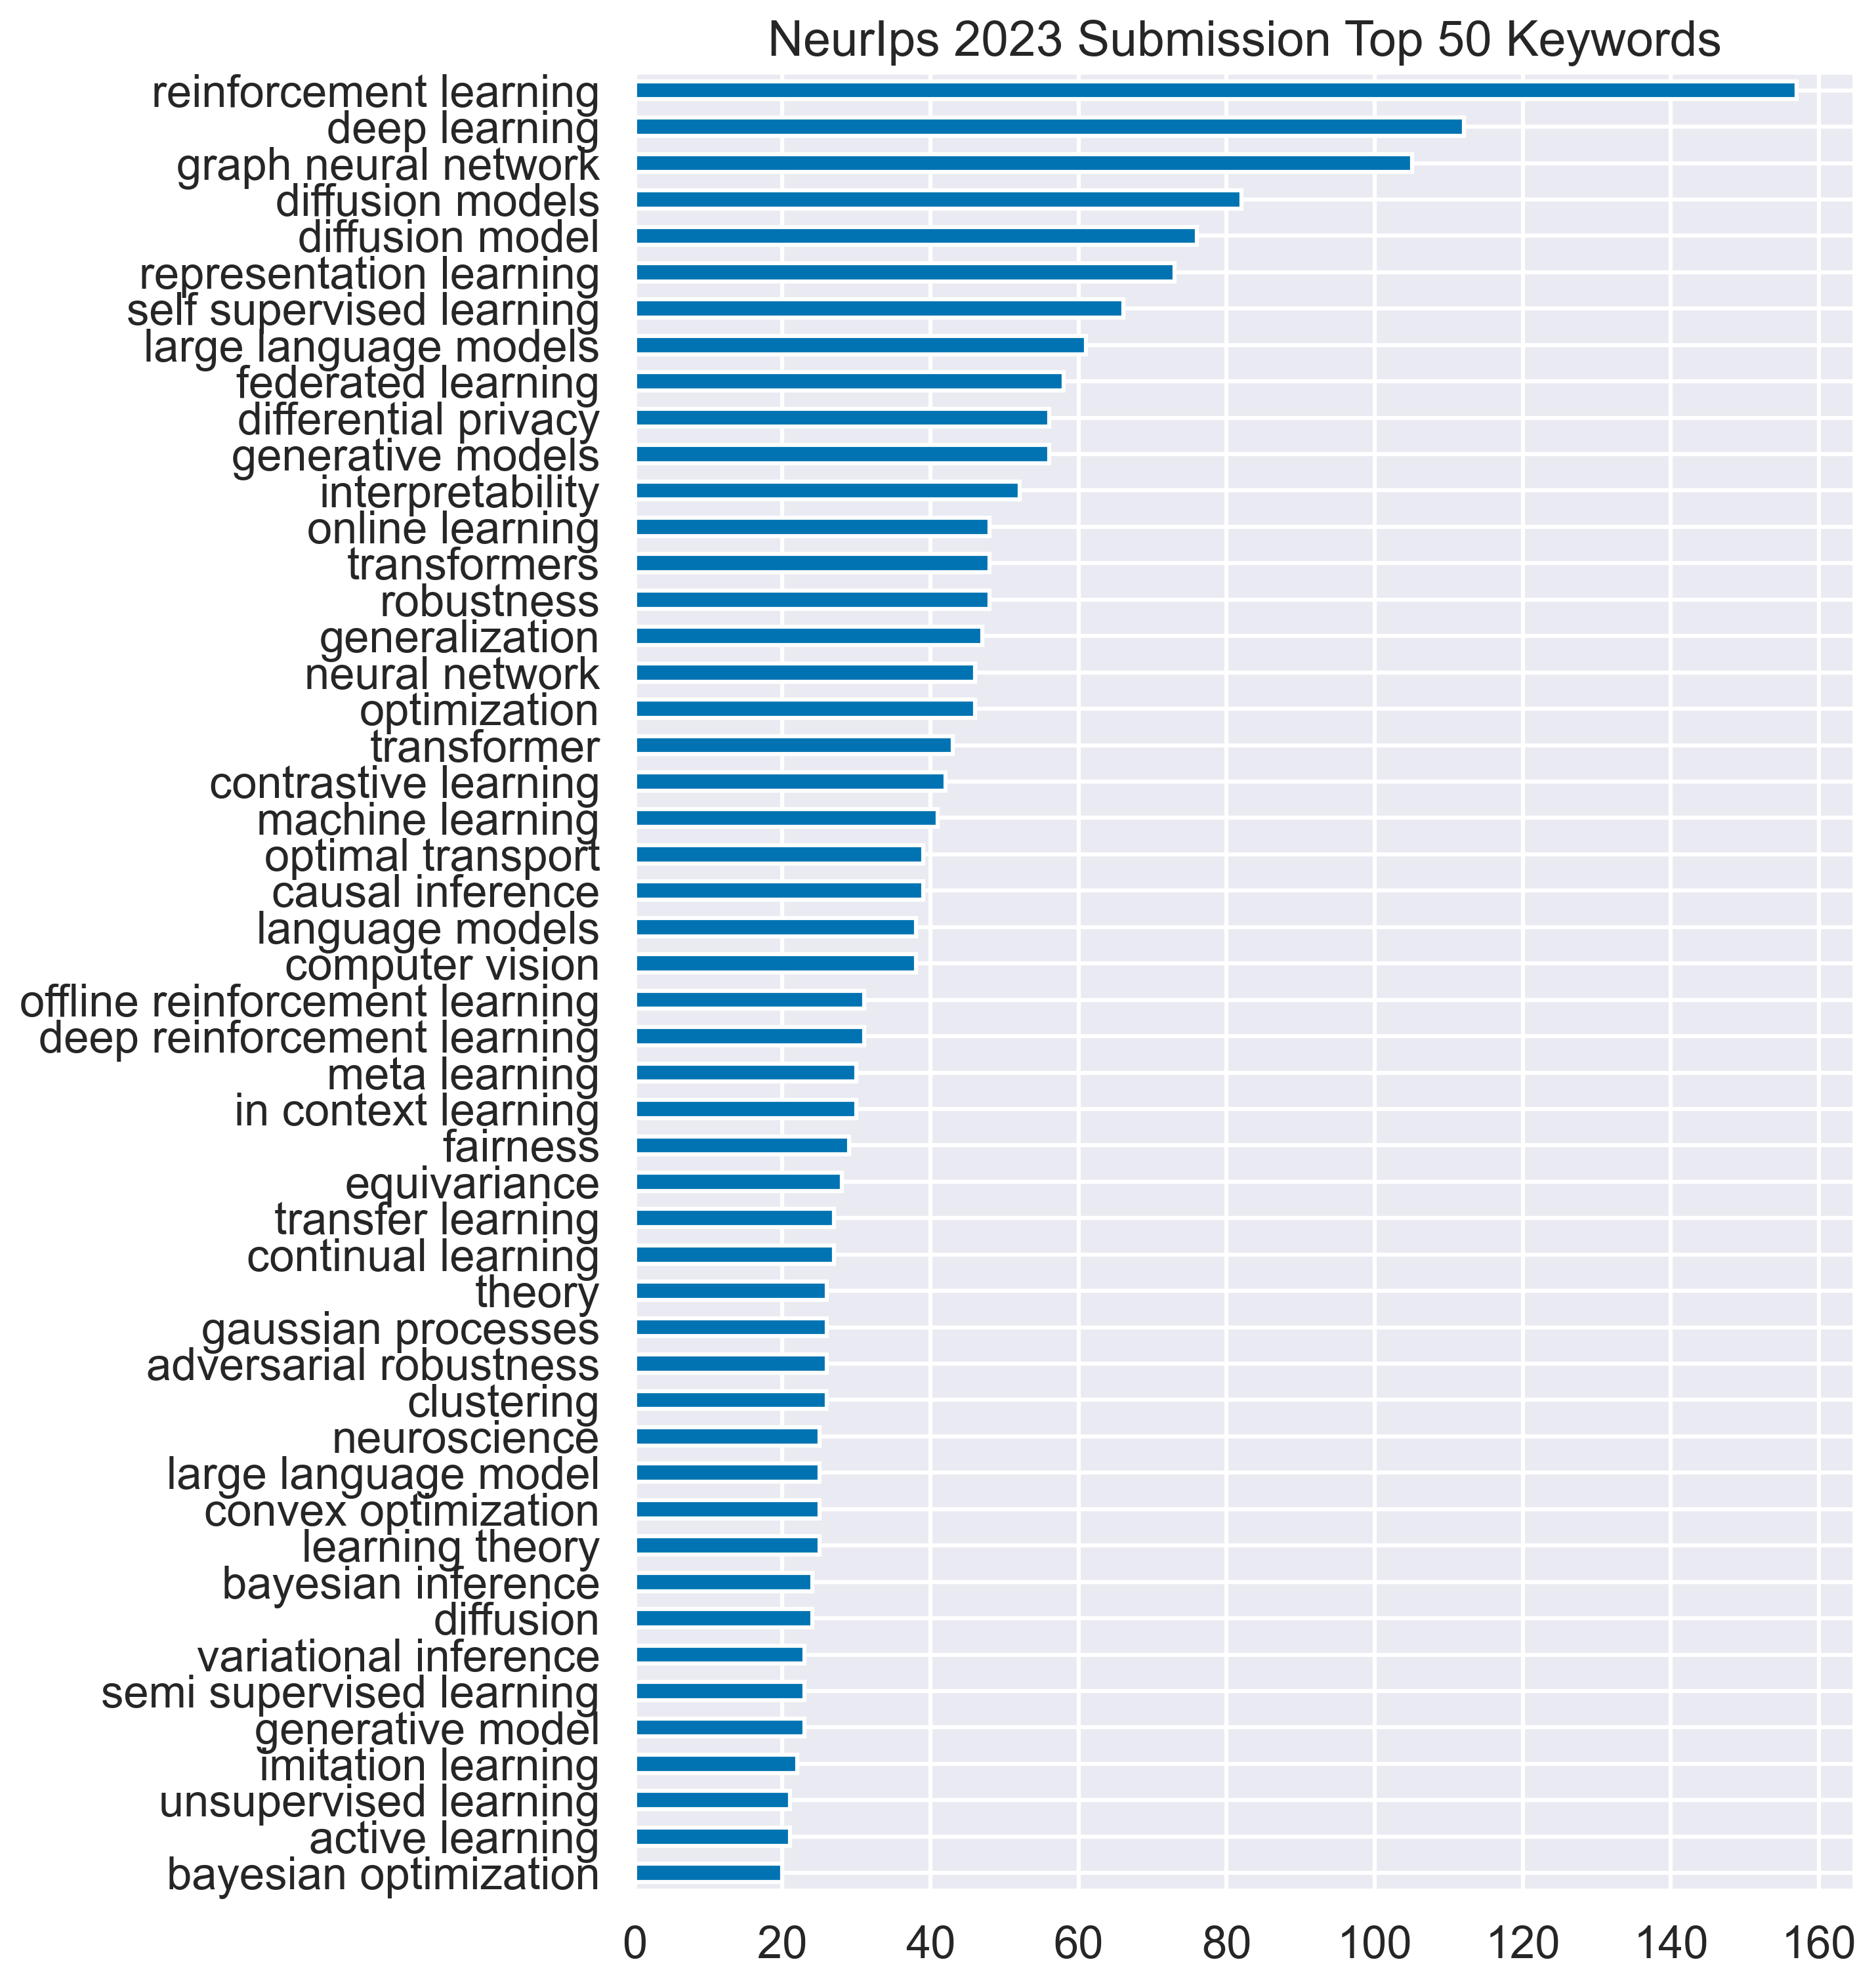 NeurIps 2023 Submission Top 50 Keywords
reinforcement learning
deep learning
graph neural network
diffusion models
diffusion model
representation learning
self supervised learning
large language models
federated learning
differential privacy
generative models
interpretability
online learning
transformers
robustness
generalization
neural network
optimization
transformer
contrastive learning
machine learning
optimal transport
causal inference
language models
computer vision
offline reinforcement learning
deep reinforcement learning
meta learning
in context learning
fairness
equivariance
transfer learning
continual learning
theory
gaussian processes
adversarial robustness
clustering
neuroscience
large language model
convex optimization
learning theory
bayesian inference
diffusion
variational inference
semi supervised learning
generative model
imitation learning
unsupervised learning
active learning
bayesian optimization
0 20 40 60 80 100 120 140 160